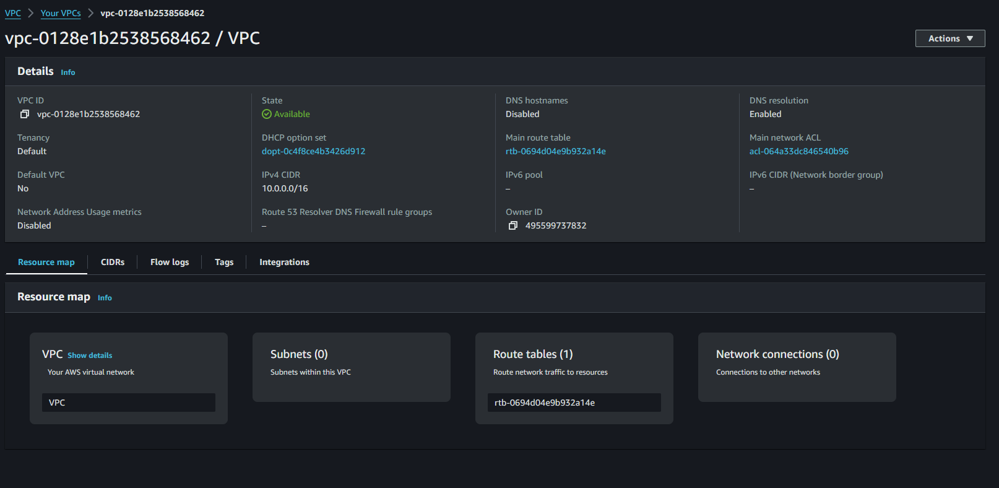 VPC > Your VPCs > vpc-0128e1b2538568462
vpc-0128e1b2538568462 / VPC
Actions ▼
Details Info
VPC ID
vpc-0128e1b2538568462
State
Available
DNS hostnames
Disabled
DNS resolution
Enabled
Tenancy
Default
DHCP option set
dopt-0c4f8ce4b3426d912
Main route table
rtb-0694d04e9b932a14e
Main network ACL
acl-064a33dc846540b96
Default VPC
No
IPv4 CIDR
10.0.0.0/16
IPv6 pool
–
IPv6 CIDR (Network border group)
–
Network Address Usage metrics
Disabled
Route 53 Resolver DNS Firewall rule groups
–
Owner ID
495599737832
Resource map
CIDRs
Flow logs
Tags
Integrations
Resource map Info
VPC Show details
Your AWS virtual network
VPC
Subnets (0)
Subnets within this VPC
Route tables (1)
Route network traffic to resources
rtb-0694d04e9b932a14e
Network connections (0)
Connections to other networks